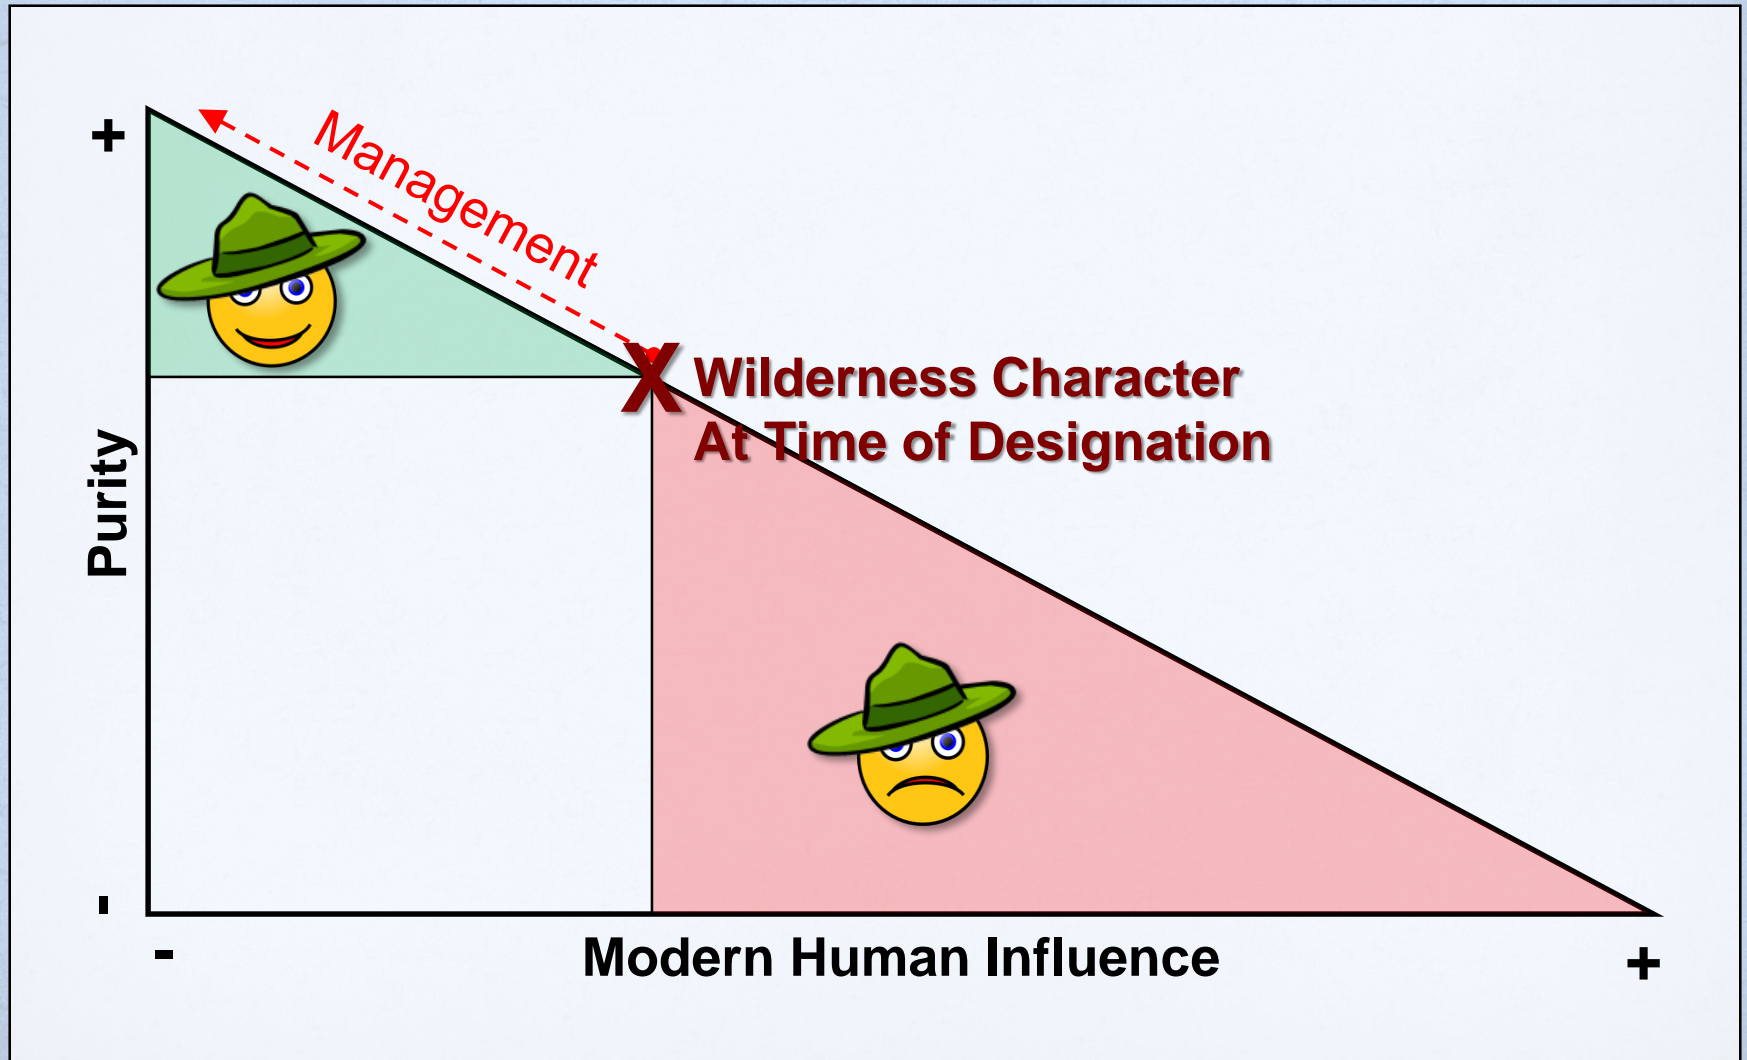 +
Management
Wilderness Character
At Time of Designation
Purity
-
-
Modern Human Influence
+